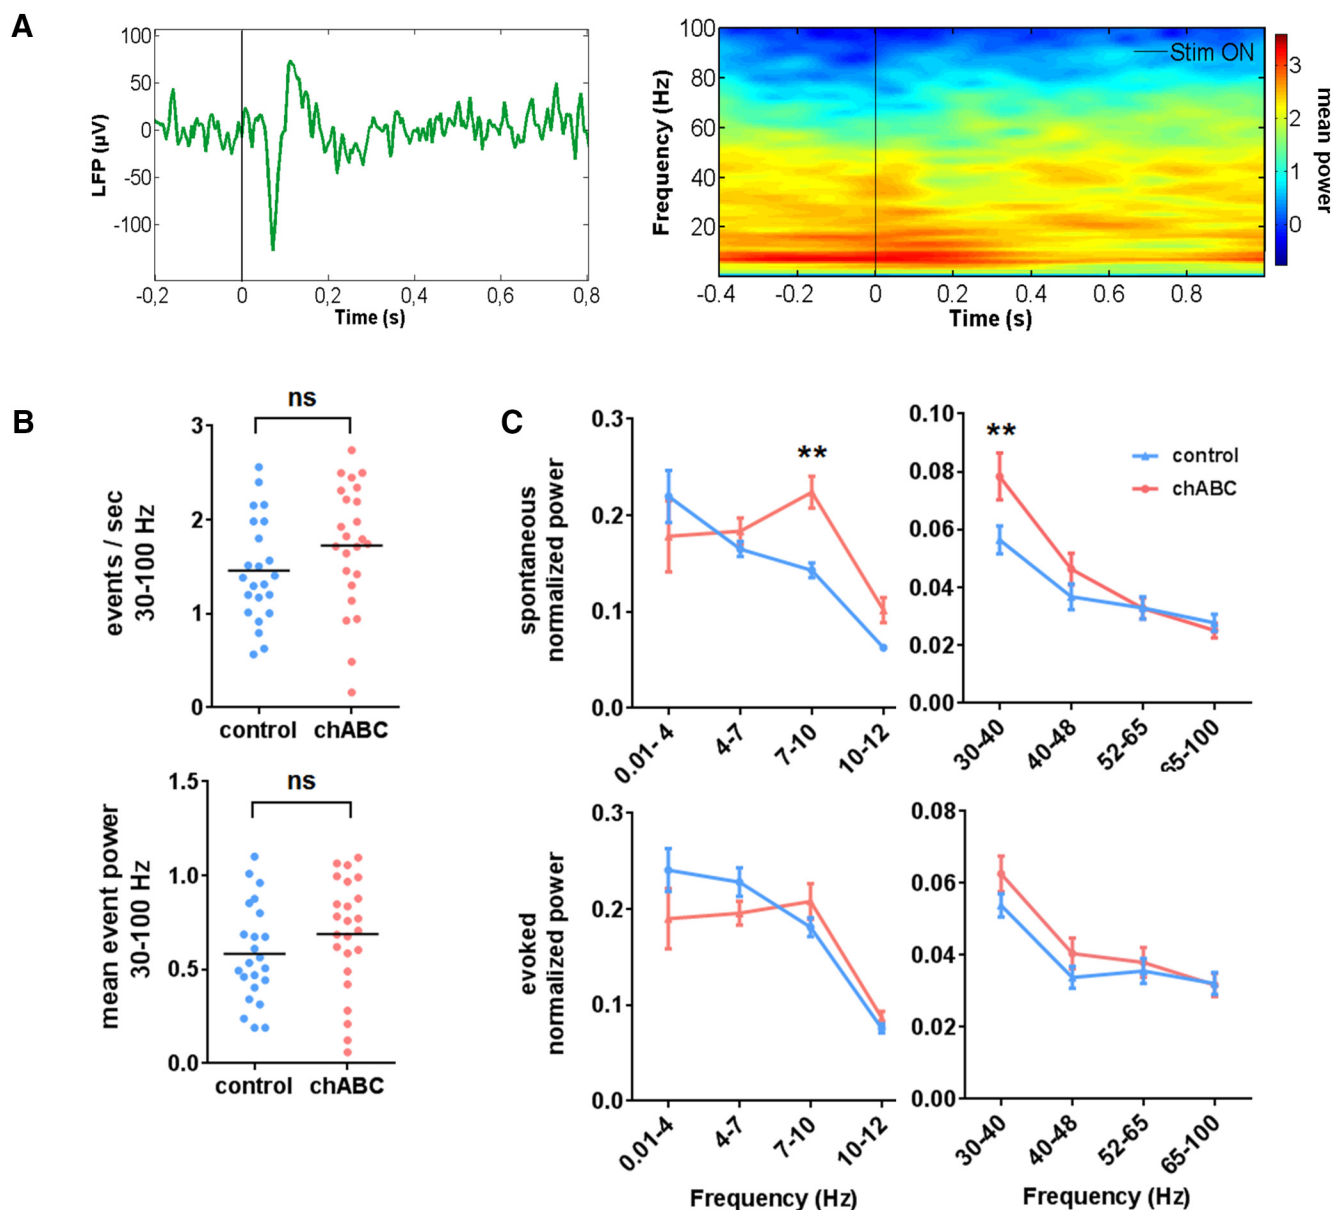 A
100
50
0
-50
-100
LFP (µV)
-0,2
0
0,2
0,4
0,6
0,8
Time (s)
100
80
60
40
20
Frequency (Hz)
Stim ON
-0.4
-0.2
0
0.2
0.4
0.6
0.8
Time (s)
3
2
1
0
mean power
B
ns
3
2
1
0
events / sec
30-100 Hz
control
chABC
ns
1.5
1.0
0.5
0.0
mean event power
30-100 Hz
control
chABC
C
0.3
0.2
0.1
0.0
spontaneous
normalized power
**
0.01- 4
4-7
7-10
10-12
0.10
0.08
0.06
0.04
0.02
0.00
**
control
chABC
30-40
40-48
52-65
65-100
0.3
0.2
0.1
0.0
evoked
normalized power
0.01-4
4-7
7-10
10-12
Frequency (Hz)
0.08
0.06
0.04
0.02
0.00
30-40
40-48
52-65
65-100
Frequency (Hz)